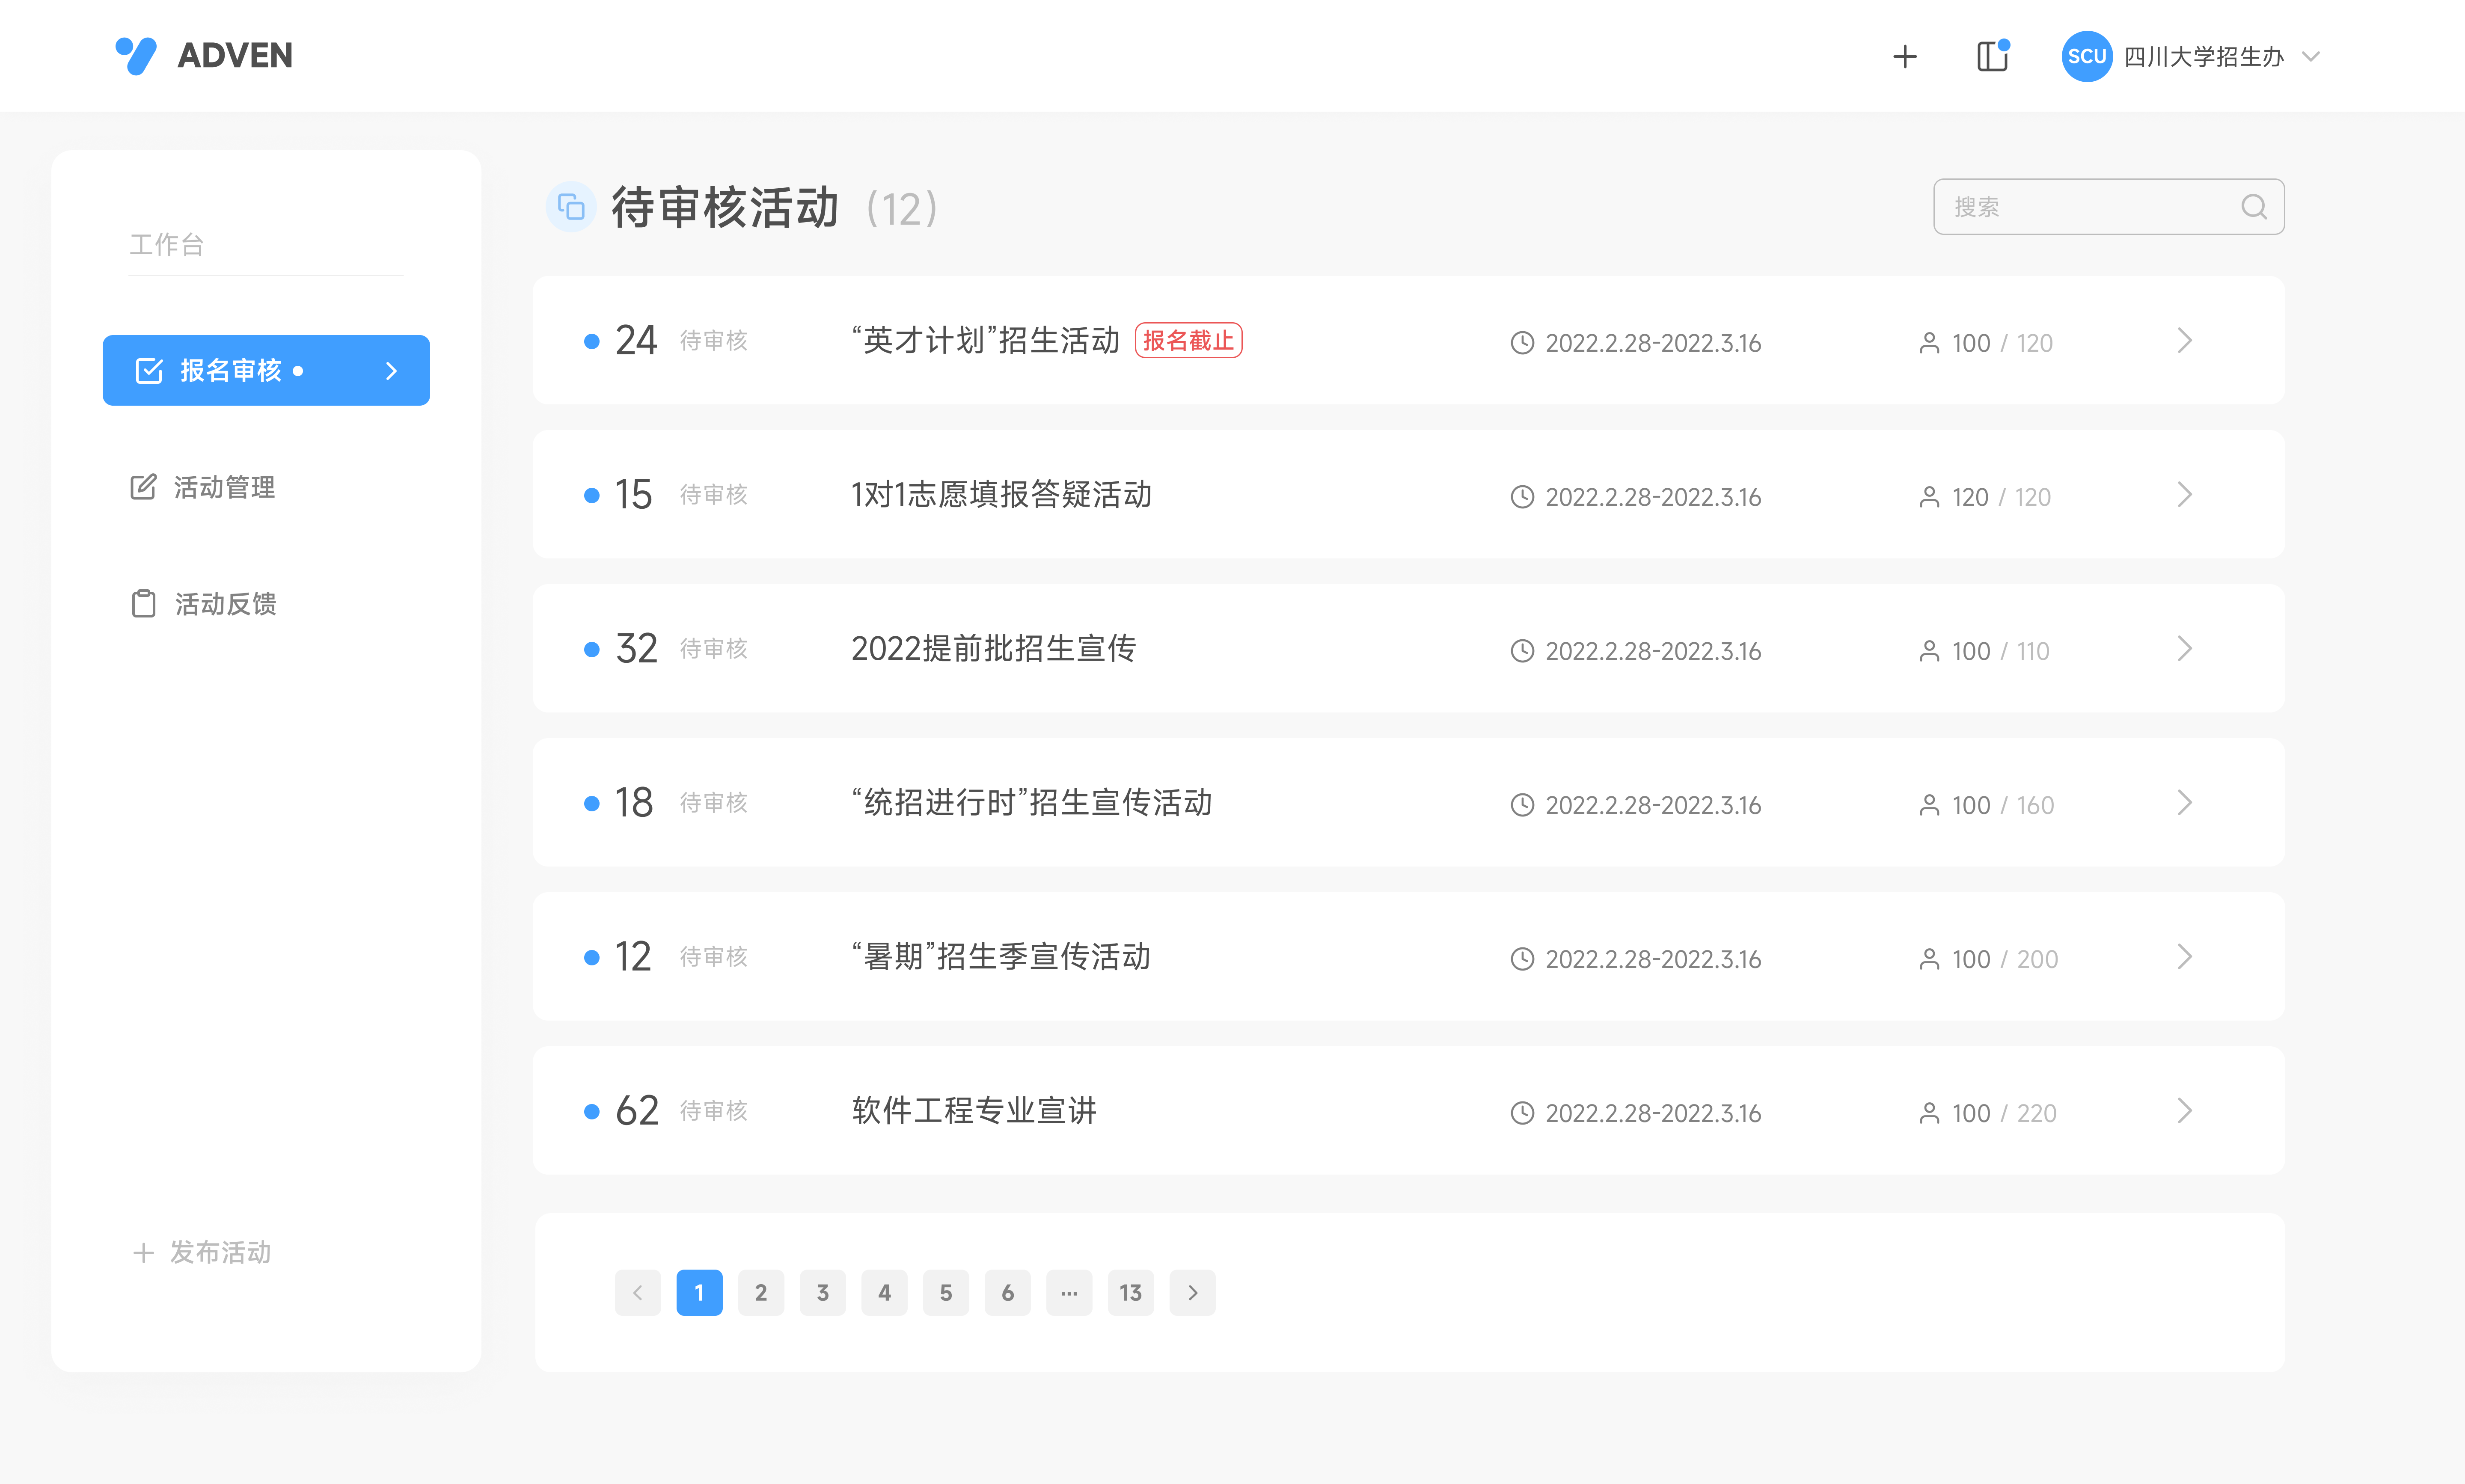 ADVEN
SCU 四川大学招生办
工作台
报名审核
活动管理
活动反馈
发布活动
待审核活动 (12)
搜索
24 待审核 “英才计划”招生活动 报名截止 2022.2.28-2022.3.16 100 / 120
15 待审核 1对1志愿填报答疑活动 2022.2.28-2022.3.16 120 / 120
32 待审核 2022提前批招生宣传 2022.2.28-2022.3.16 100 / 110
18 待审核 “统招进行时”招生宣传活动 2022.2.28-2022.3.16 100 / 160
12 待审核 “暑期”招生季宣传活动 2022.2.28-2022.3.16 100 / 200
62 待审核 软件工程专业宣讲 2022.2.28-2022.3.16 100 / 220
1 2 3 4 5 6 ··· 13